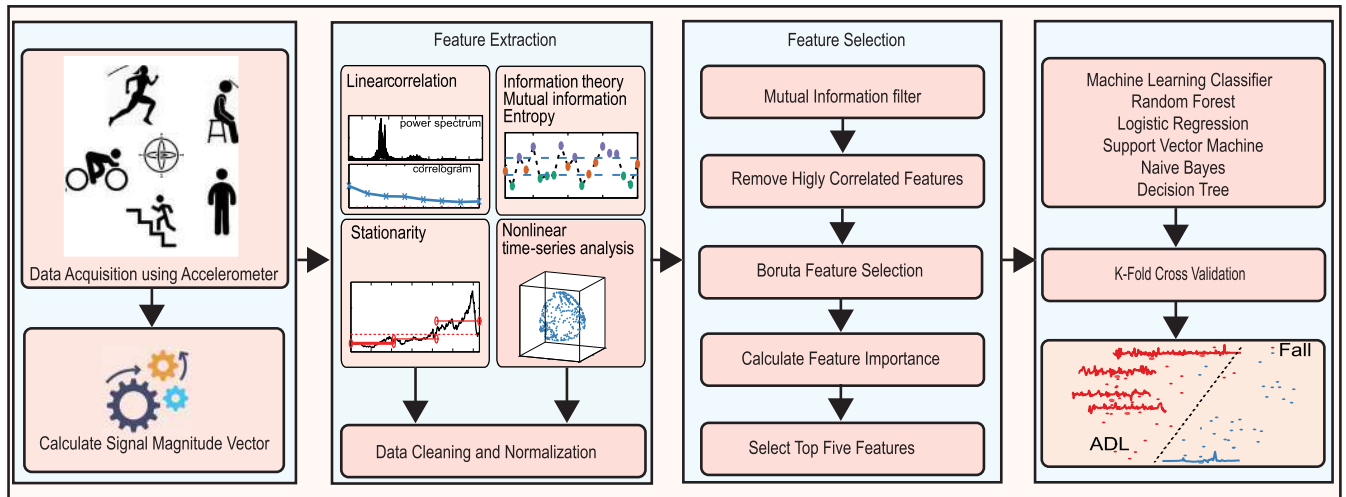 Data Acquisition using Accelerometer
Calculate Signal Magnitude Vector
Feature Extraction
Linearcorrelation
power spectrum
correlogram
Information theory
Mutual information
Entropy
Stationarity
Nonlinear
time-series analysis
Data Cleaning and Normalization
Feature Selection
Mutual Information filter
Remove Higly Correlated Features
Boruta Feature Selection
Calculate Feature Importance
Select Top Five Features
Machine Learning Classifier
Random Forest
Logistic Regression
Support Vector Machine
Naive Bayes
Decision Tree
K-Fold Cross Validation
Fall
ADL